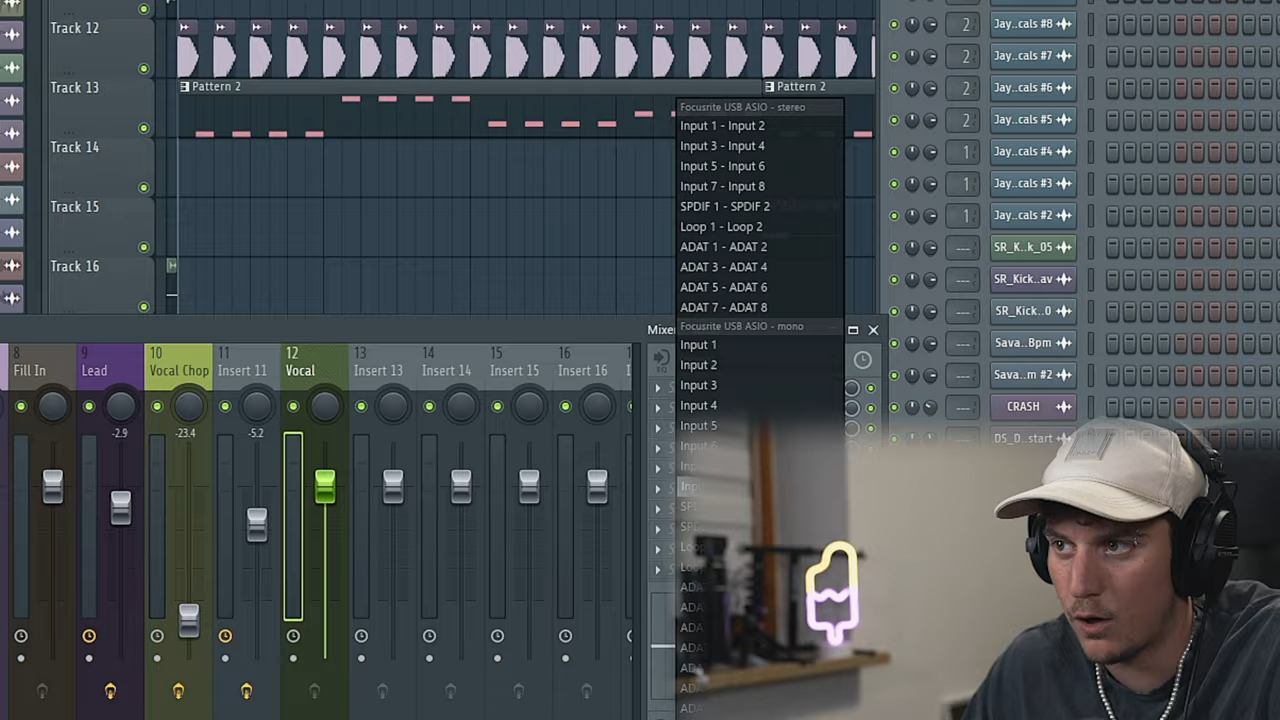 Track 12
Track 13
Pattern 2
Pattern 2
Track 14
Track 15
Track 16
Focusrite USB ASIO - stereo
Input 1 - Input 2
Input 3 - Input 4
Input 5 - Input 6
Input 7 - Input 8
SPDIF 1 - SPDIF 2
Loop 1 - Loop 2
ADAT 1 - ADAT 2
ADAT 3 - ADAT 4
ADAT 5 - ADAT 6
ADAT 7 - ADAT 8
Focusrite USB ASIO - mono
Input 1
Input 2
Input 3
Input 4
Input 5
2 Jay..cals #8
2 Jay..cals #7
2 Jay..cals #6
2 Jay..cals #5
1 Jay..cals #4
1 Jay..cals #3
1 Jay..cals #2
--- SR_K..k_05
--- SR_Kick..av
--- SR_Kick..0
--- Sava..Bpm
--- Sava..m #2
--- CRASH
DS_D..start
Mixe
8 9 10 11 12 13 14 15 16
Fill In Lead Vocal Chop Insert 11 Vocal Insert 13 Insert 14 Insert 15 Insert 16
-2.9 -23.4 -5.2